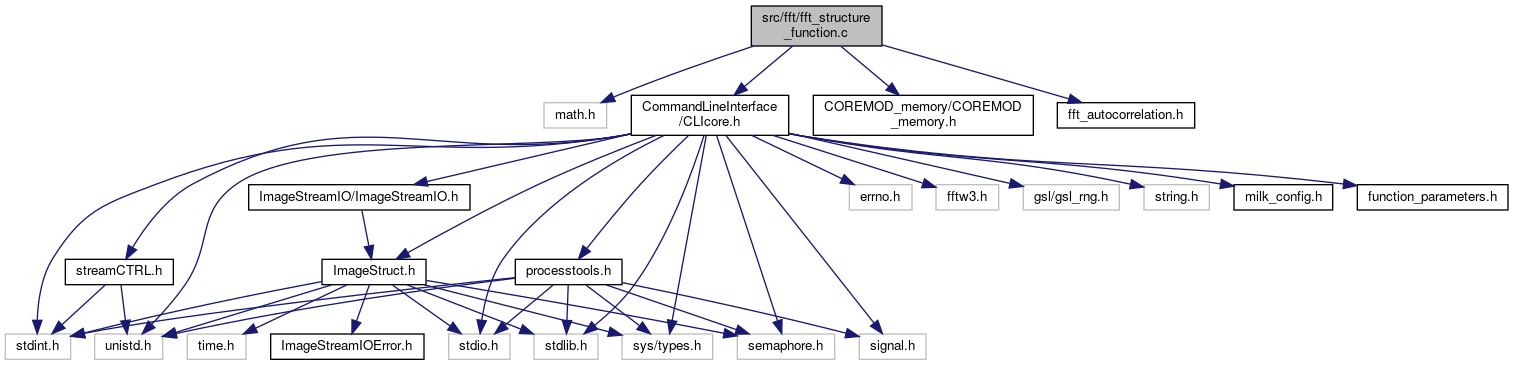 src/fft/fft_structure
_function.c
math.h
CommandLineInterface
/CLIcore.h
COREMOD_memory/COREMOD
_memory.h
fft_autocorrelation.h
ImageStreamIO/ImageStreamIO.h
errno.h
fftw3.h
gsl/gsl_rng.h
string.h
milk_config.h
function_parameters.h
streamCTRL.h
ImageStruct.h
processtools.h
stdint.h
unistd.h
time.h
ImageStreamIOError.h
stdio.h
stdlib.h
sys/types.h
semaphore.h
signal.h